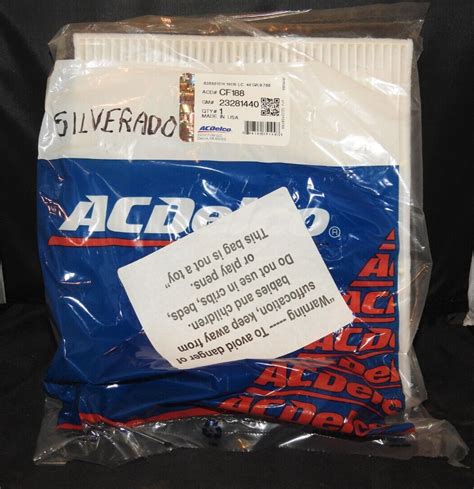 ACD# CF188
GM# 23281440
QTY# 1
MADE IN USA
ACDelco
SILVERADO
ACDelco
®
"Warning
To avoid danger of
suffocation, keep away from
babies and children.
Do not use in cribs, beds,
or play pens.
This bag is not a toy"
ACDelco
ACDelco
ACDelco